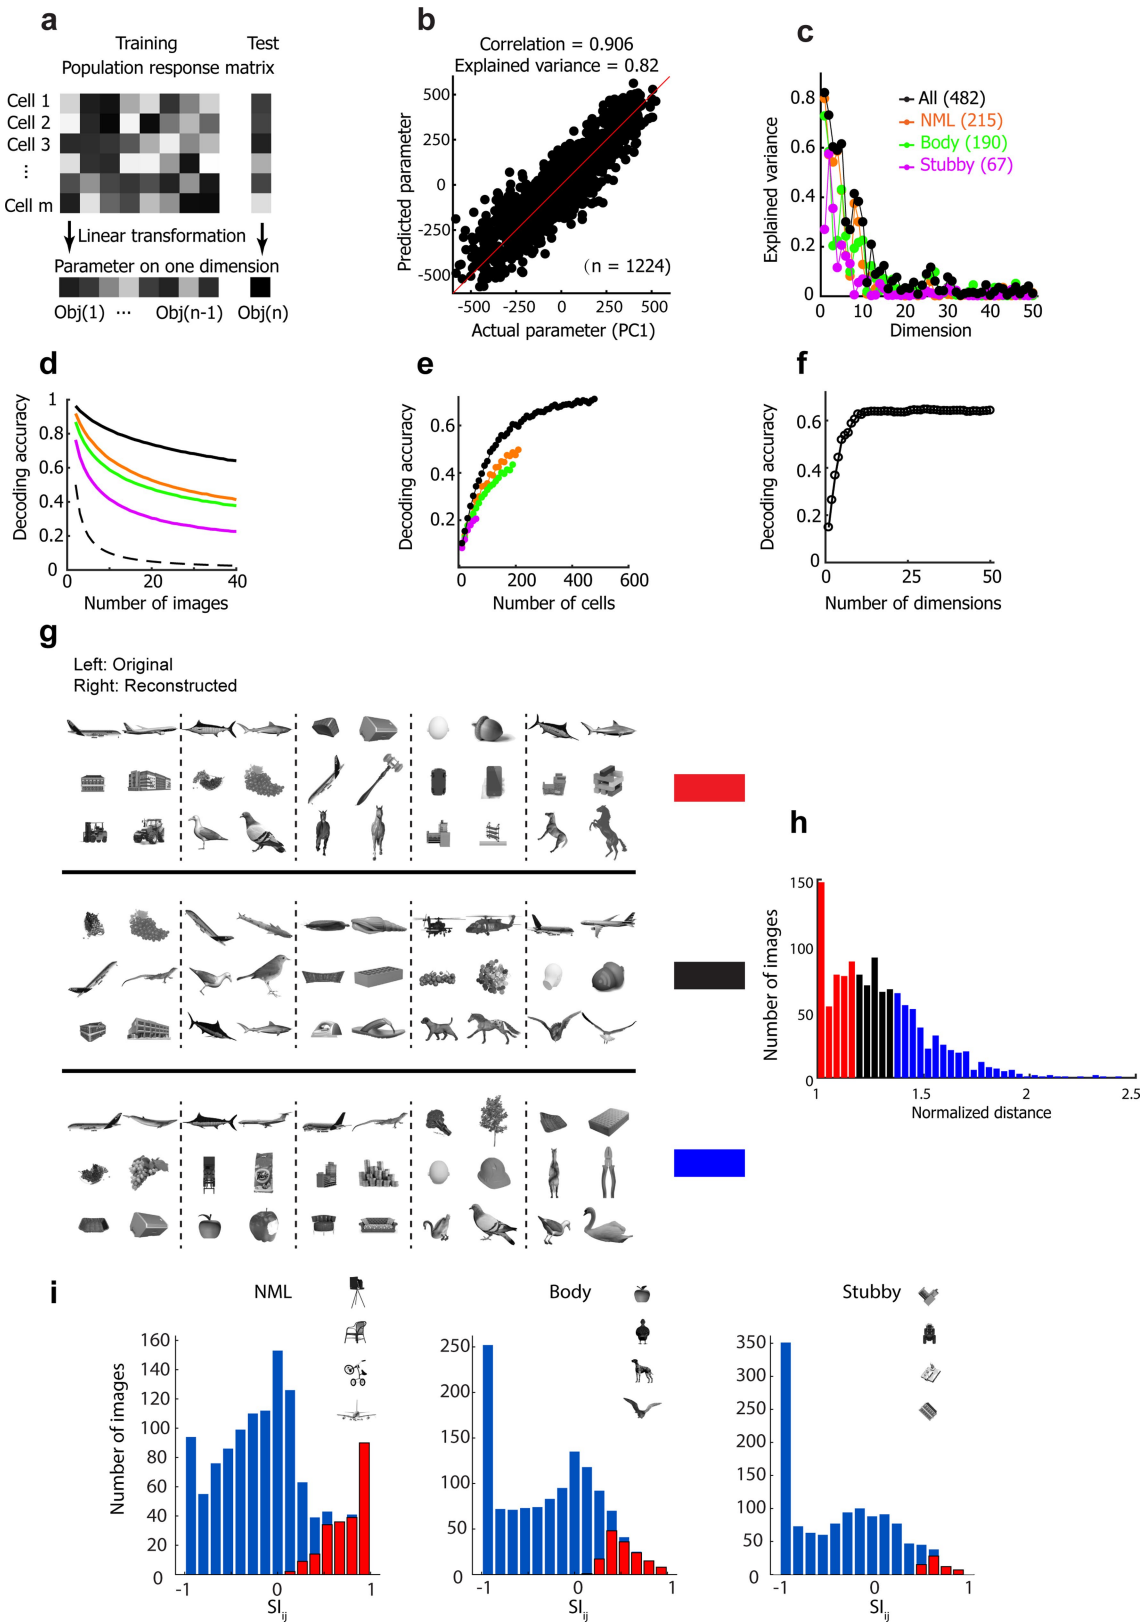 a
Training
Test
Population response matrix
Cell 1
Cell 2
Cell 3
...
Cell m
Linear transformation
Parameter on one dimension
Obj(1) ... Obj(n-1) Obj(n)
b
Correlation = 0.906
Explained variance = 0.82
Predicted parameter
500
250
0
-250
-500
(n = 1224)
-500 -250 0 250 500
Actual parameter (PC1)
c
Explained variance
0.8
0.6
0.4
0.2
0
All (482)
NML (215)
Body (190)
Stubby (67)
0 10 20 30 40 50
Dimension
d
Decoding accuracy
1
0.8
0.6
0.4
0.2
0
0 20 40
Number of images
e
Decoding accuracy
0.6
0.4
0.2
0 200 400 600
Number of cells
f
Decoding accuracy
0.6
0.4
0.2
0
0 25 50
Number of dimensions
g
Left: Original
Right: Reconstructed
h
Number of images
150
100
50
0
1 1.5 2 2.5
Normalized distance
i
NML
Number of images
160
140
120
100
80
60
40
20
0
-1 0 1
SI ij
Body
250
200
150
100
50
-1 0 1
SI ij
Stubby
350
300
250
200
150
100
50
-1 0 1
SI ij